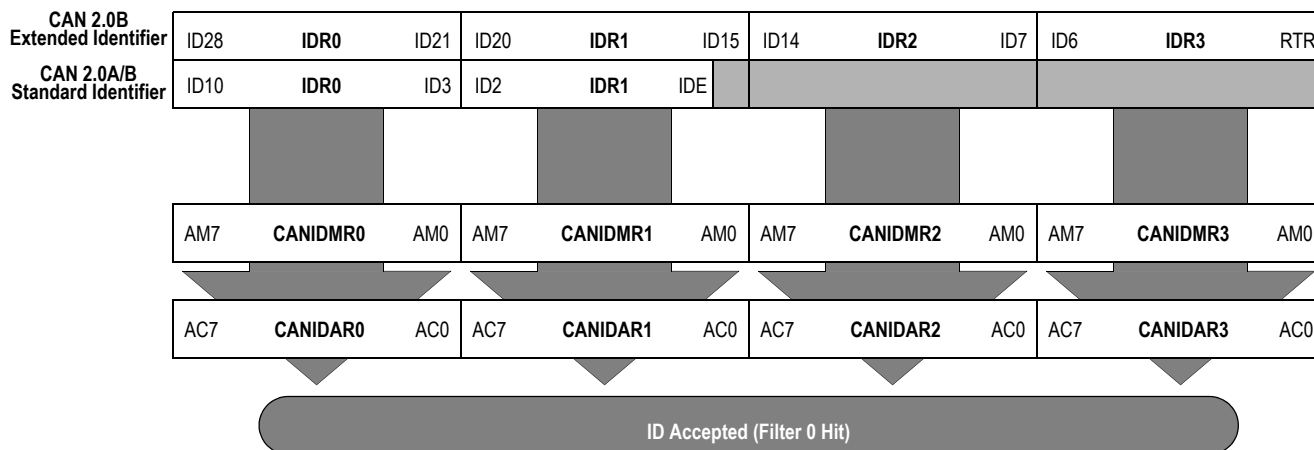 CAN 2.0B
Extended Identifier
ID28 IDR0 ID21 ID20 IDR1 ID15 ID14 IDR2 ID7 ID6 IDR3 RTR
CAN 2.0A/B
Standard Identifier
ID10 IDR0 ID3 ID2 IDR1 IDE
AM7 CANIDMR0 AM0 AM7 CANIDMR1 AM0 AM7 CANIDMR2 AM0 AM7 CANIDMR3 AM0
AC7 CANIDAR0 AC0 AC7 CANIDAR1 AC0 AC7 CANIDAR2 AC0 AC7 CANIDAR3 AC0
ID Accepted (Filter 0 Hit)